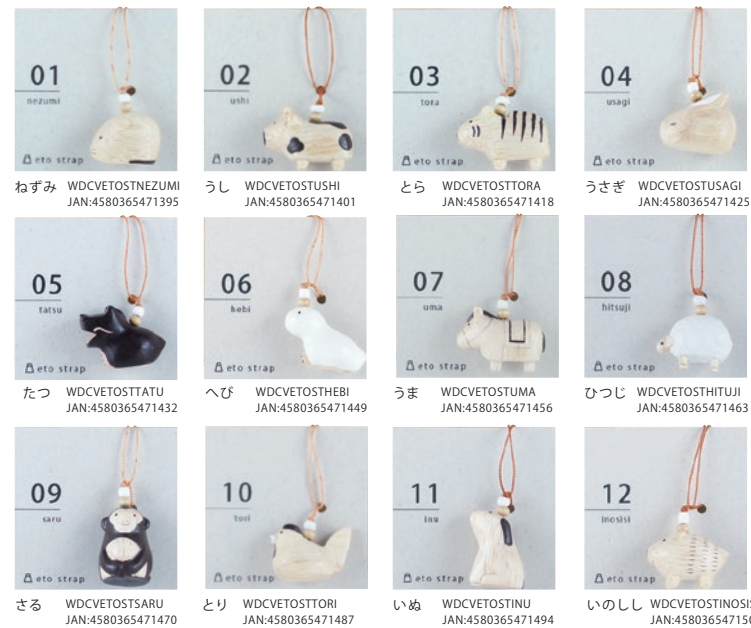 01
nezumi
eto strap
ねずみ WDCVETOSTNEZUMI
JAN:4580365471395
02
ushi
eto strap
うし WDCVETOSTUSHI
JAN:4580365471401
03
tora
eto strap
とら WDCVETOSTTORA
JAN:4580365471418
04
usagi
eto strap
うさぎ WDCVETOSTUSAGI
JAN:4580365471425
05
tatsu
eto strap
たつ WDCVETOSTTATU
JAN:4580365471432
06
hebi
eto strap
へび WDCVETOSTHEBI
JAN:4580365471449
07
uma
eto strap
うま WDCVETOSTUMA
JAN:4580365471456
08
hitsuji
eto strap
ひつじ WDCVETOSTHITUJI
JAN:4580365471463
09
saru
eto strap
さる WDCVETOSTSARU
JAN:4580365471470
10
tori
eto strap
とり WDCVETOSTTORI
JAN:4580365471487
11
inu
eto strap
いぬ WDCVETOSTINU
JAN:4580365471494
12
inosisi
eto strap
いのしし